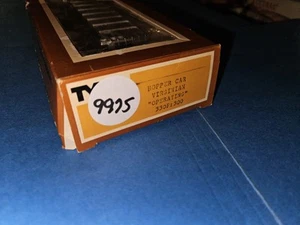 TV
9975
HOPPER CAR
VIRGINIAN
"OPERATING"